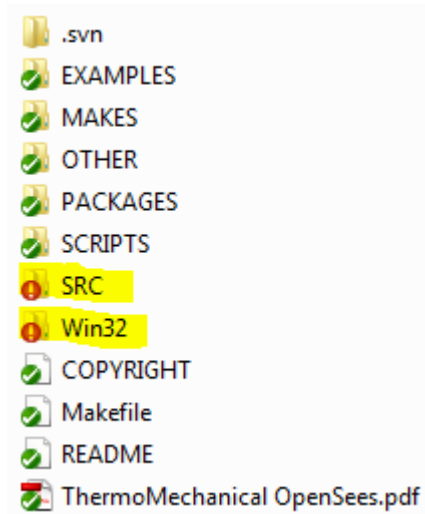 .svn
EXAMPLES
MAKES
OTHER
PACKAGES
SCRIPTS
SRC
Win32
COPYRIGHT
Makefile
README
ThermoMechanical OpenSees.pdf